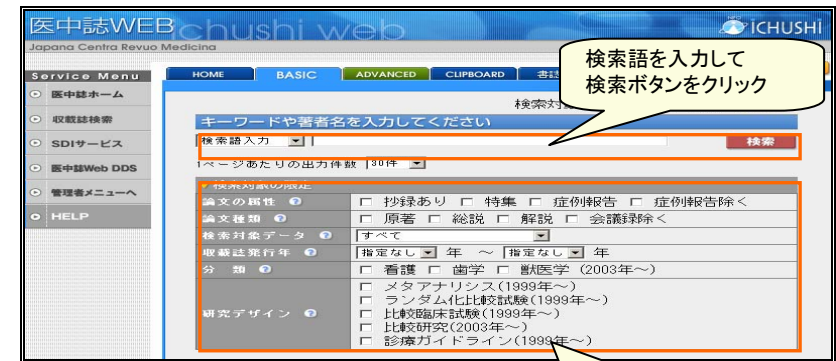 医中誌WEB ichushi web
ICHUSHI
Japana Centra Revuo Medicina
Service Menu
HOME BASIC ADVANCED CLIPBOARD 書誌
検索語を入力して
検索ボタンをクリック
医中誌ホーム
収載誌検索
SDIサービス
医中誌Web DDS
管理者メニューへ
HELP
検索対
キーワードや著者名を入力してください
検索語入力 検索
1ページあたりの出力件数 30件
検索対象の限定
論文の属性 抄録あり 特集 症例報告 症例報告除く
論文種類 原著 総説 解説 会議録除く
検索対象データ すべて
収載誌発行年 指定なし 年 ～ 指定なし 年
分 類 看護 歯学 獣医学 (2003年～)
研究デザイン
メタアナリシス(1999年～)
ランダム化比較試験(1999年～)
比較臨床試験(1999年～)
比較研究(2003年～)
診療ガイドライン(1999年～)